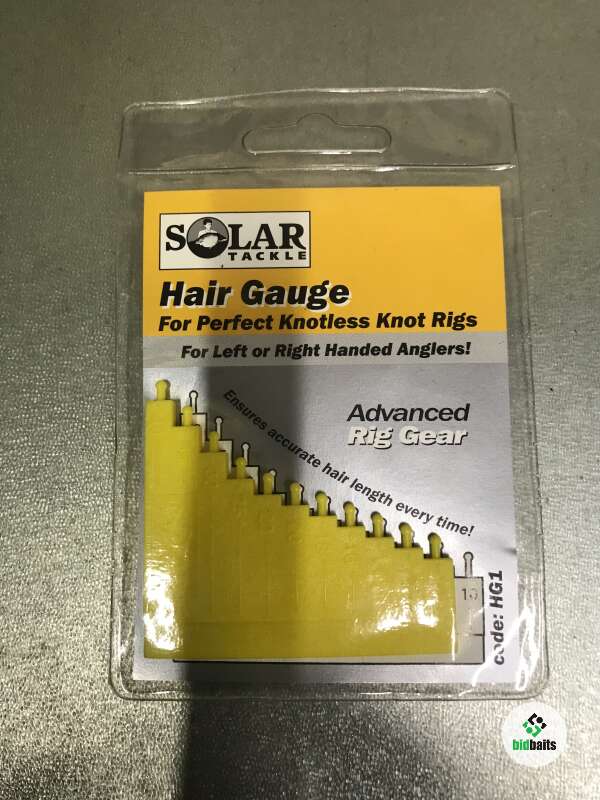 SOLAR
TACKLE
Hair Gauge
For Perfect Knotless Knot Rigs
For Left or Right Handed Anglers!
Advanced
Rig Gear
Ensures accurate hair length every time!
10
code: HG1
bidbaits